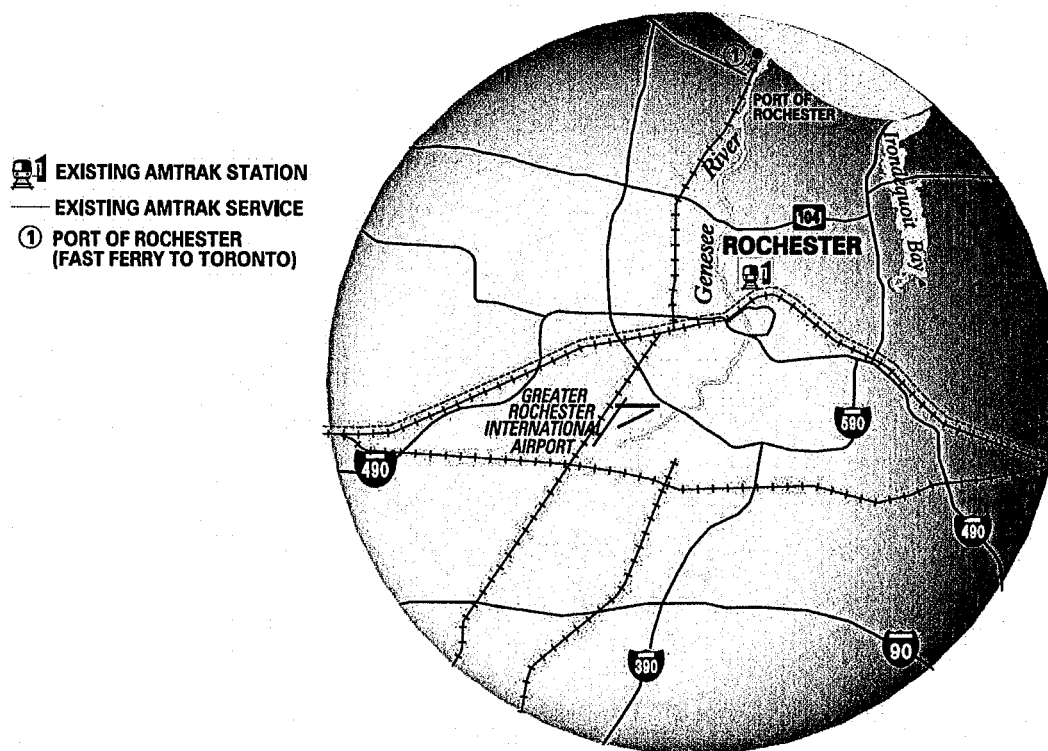 EXISTING AMTRAK STATION
EXISTING AMTRAK SERVICE
1 PORT OF ROCHESTER
(FAST FERRY TO TORONTO)
1
PORT OF
ROCHESTER
Genesee River
Irondequoit Bay
104
ROCHESTER
GREATER
ROCHESTER
INTERNATIONAL
AIRPORT
590
490
490
390
90